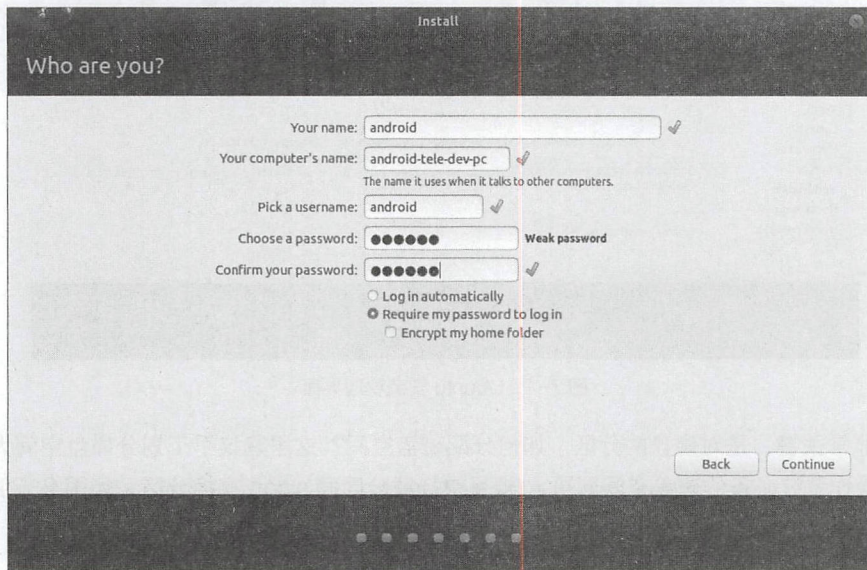 Install
Who are you?
Your name: android
Your computer's name: android-tele-dev-pc
The name it uses when it talks to other computers.
Pick a username: android
Choose a password: ●●●●●● Weak password
Confirm your password: ●●●●●●
Log in automatically
Require my password to log in
Encrypt my home folder
Back Continue